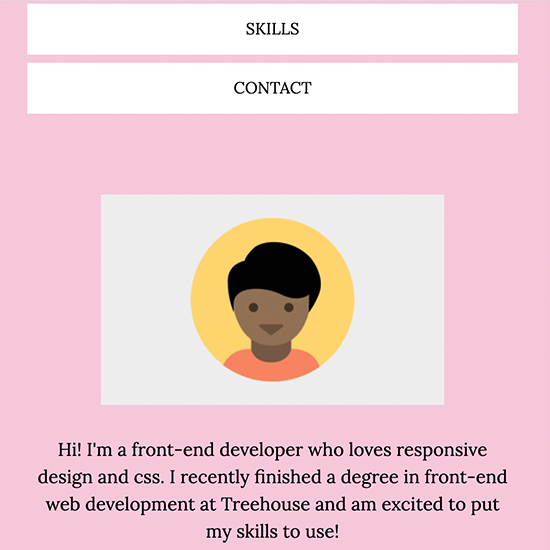 SKILLS
CONTACT
Hi! I'm a front-end developer who loves responsive
design and css. I recently finished a degree in front-end
web development at Treehouse and am excited to put
my skills to use!